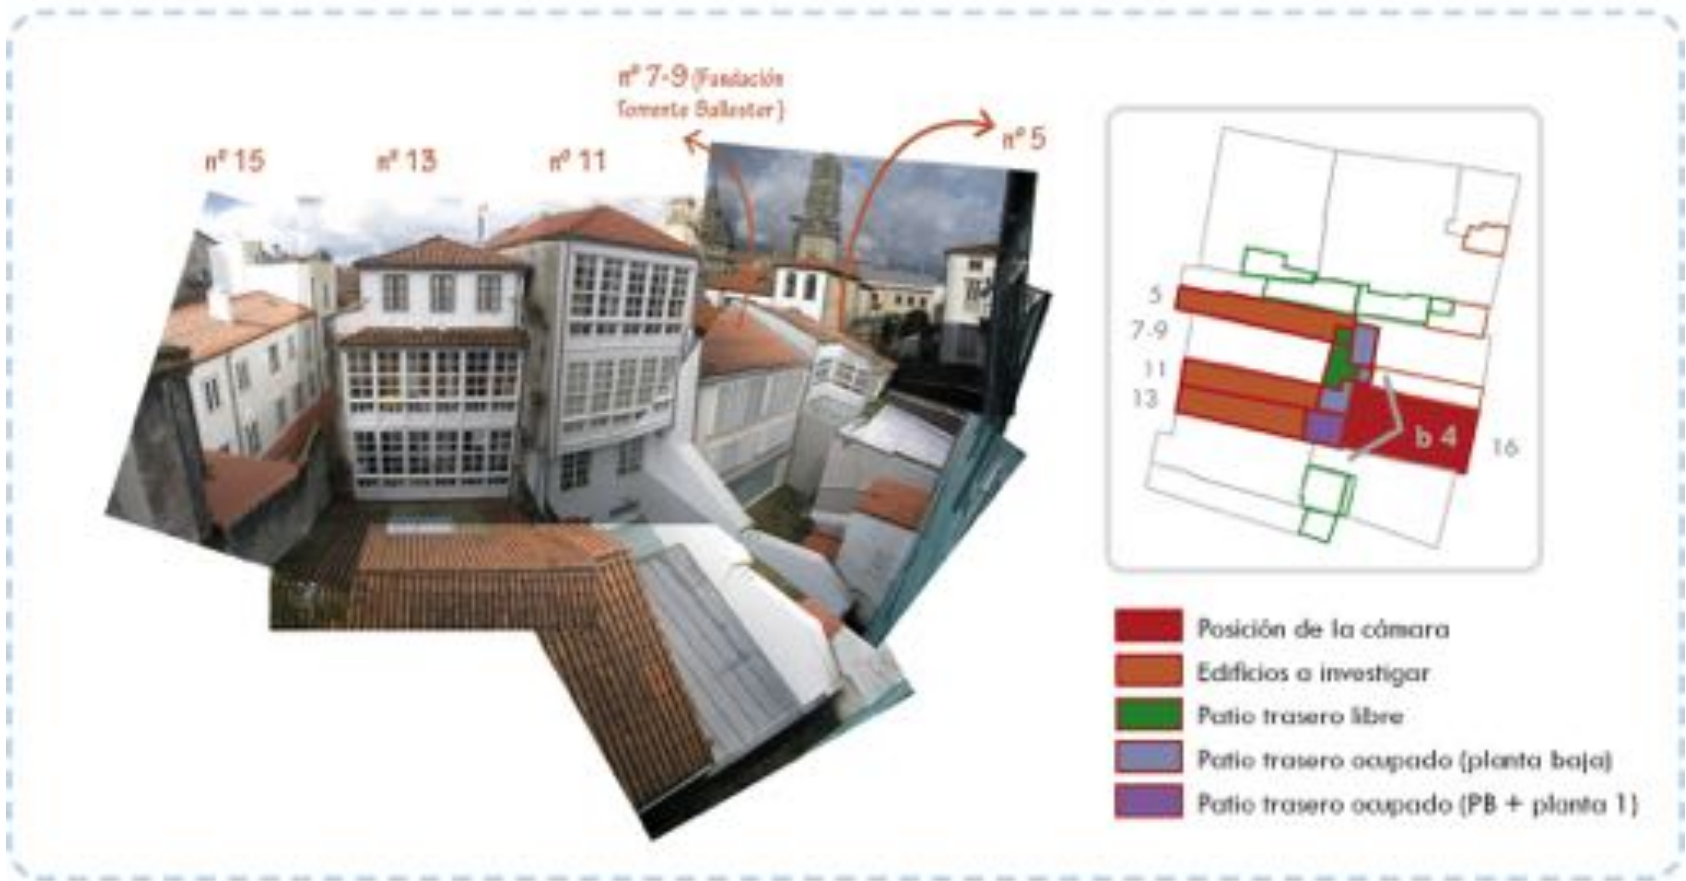 nº 7-9 (Fundación
Torrente Ballester)
nº 5
nº 15
nº 13
nº 11
5
7-9
11
13
b 4
16
Posición de la cámara
Edificios a investigar
Patio trasero libre
Patio trasero ocupado (planta baja)
Patio trasero ocupado (PB + planta 1)